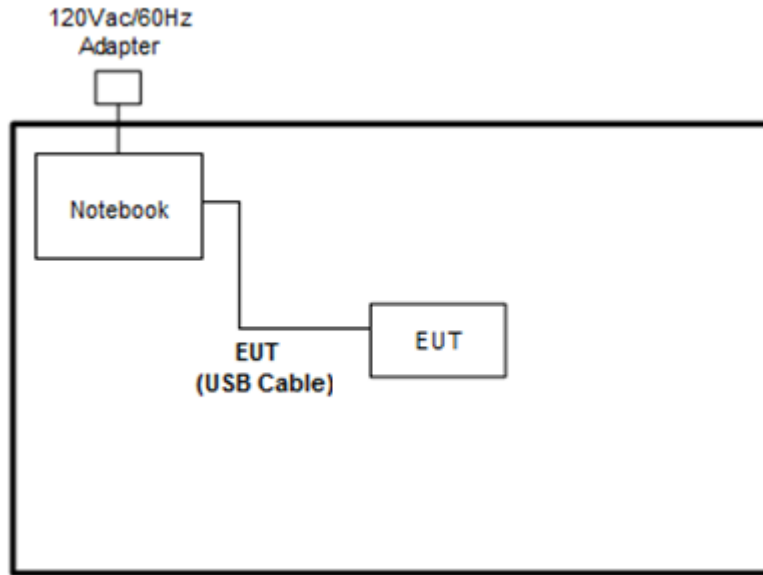 120Vac/60Hz
Adapter
Notebook
EUT
EUT
(USB Cable)